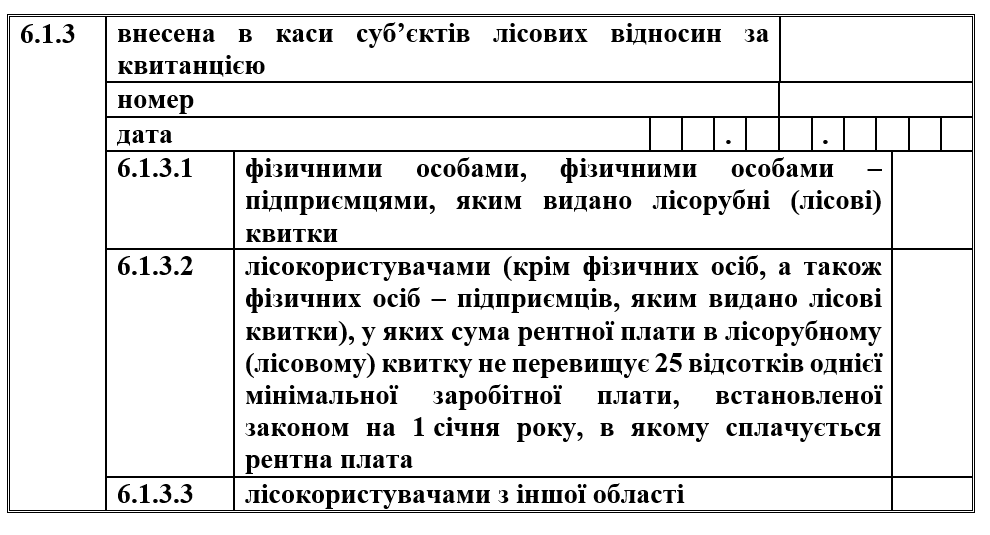 6.1.3 внесена в каси суб’єктів лісових відносин за
квитанцією
номер
дата . .
6.1.3.1 фізичними особами, фізичними особами –
підприємцями, яким видано лісорубні (лісові)
квитки
6.1.3.2 лісокористувачами (крім фізичних осіб, а також
фізичних осіб – підприємців, яким видано лісові
квитки), у яких сума рентної плати в лісорубному
(лісовому) квитку не перевищує 25 відсотків однієї
мінімальної заробітної плати, встановленої
законом на 1 січня року, в якому сплачується
рентна плата
6.1.3.3 лісокористувачами з іншої області